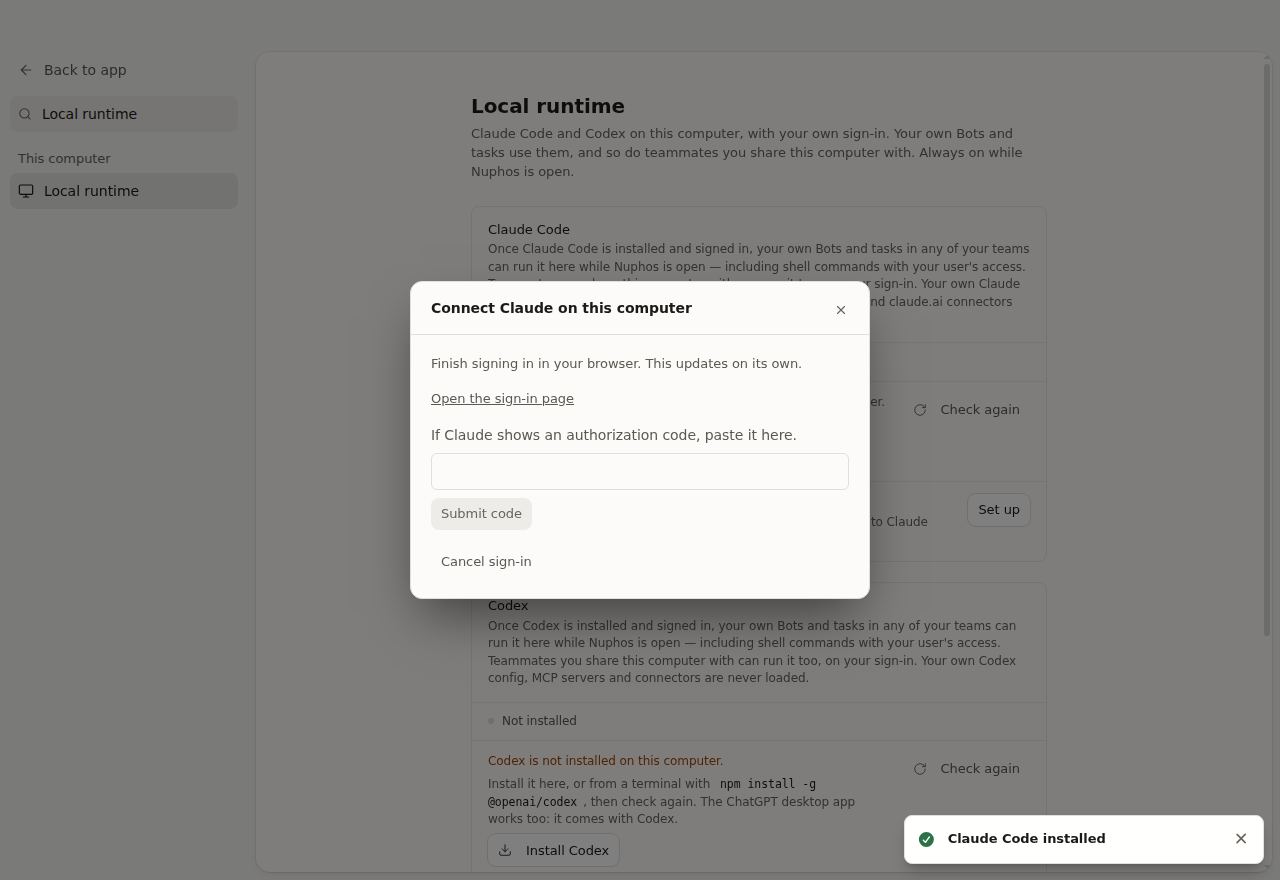 Back to app
Local runtime
This computer
Local runtime
Local runtime
Claude Code and Codex on this computer, with your own sign-in. Your own Bots and
tasks use them, and so do teammates you share this computer with. Always on while
Nuphos is open.
Claude Code
Once Claude Code is installed and signed in, your own Bots and tasks in any of your teams
can run it here while Nuphos is open — including shell commands with your user's access.
sign-in. Your own Claude
claude.ai connectors
Check again
to Claude
Set up
Connect Claude on this computer
Finish signing in in your browser. This updates on its own.
Open the sign-in page
If Claude shows an authorization code, paste it here.
Submit code
Cancel sign-in
Codex
Once Codex is installed and signed in, your own Bots and tasks in any of your teams can
run it here while Nuphos is open — including shell commands with your user's access.
Teammates you share this computer with can run it too, on your sign-in. Your own Codex
config, MCP servers and connectors are never loaded.
Not installed
Codex is not installed on this computer.
Check again
Install it here, or from a terminal with npm install -g
@openai/codex , then check again. The ChatGPT desktop app
works too: it comes with Codex.
Install Codex
Claude Code installed